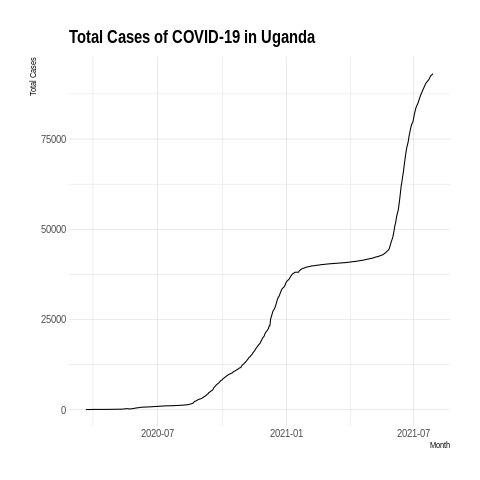 Total Cases of COVID-19 in Uganda
Total Cases
75000
50000
25000
0
2020-07
2021-01
2021-07
Month